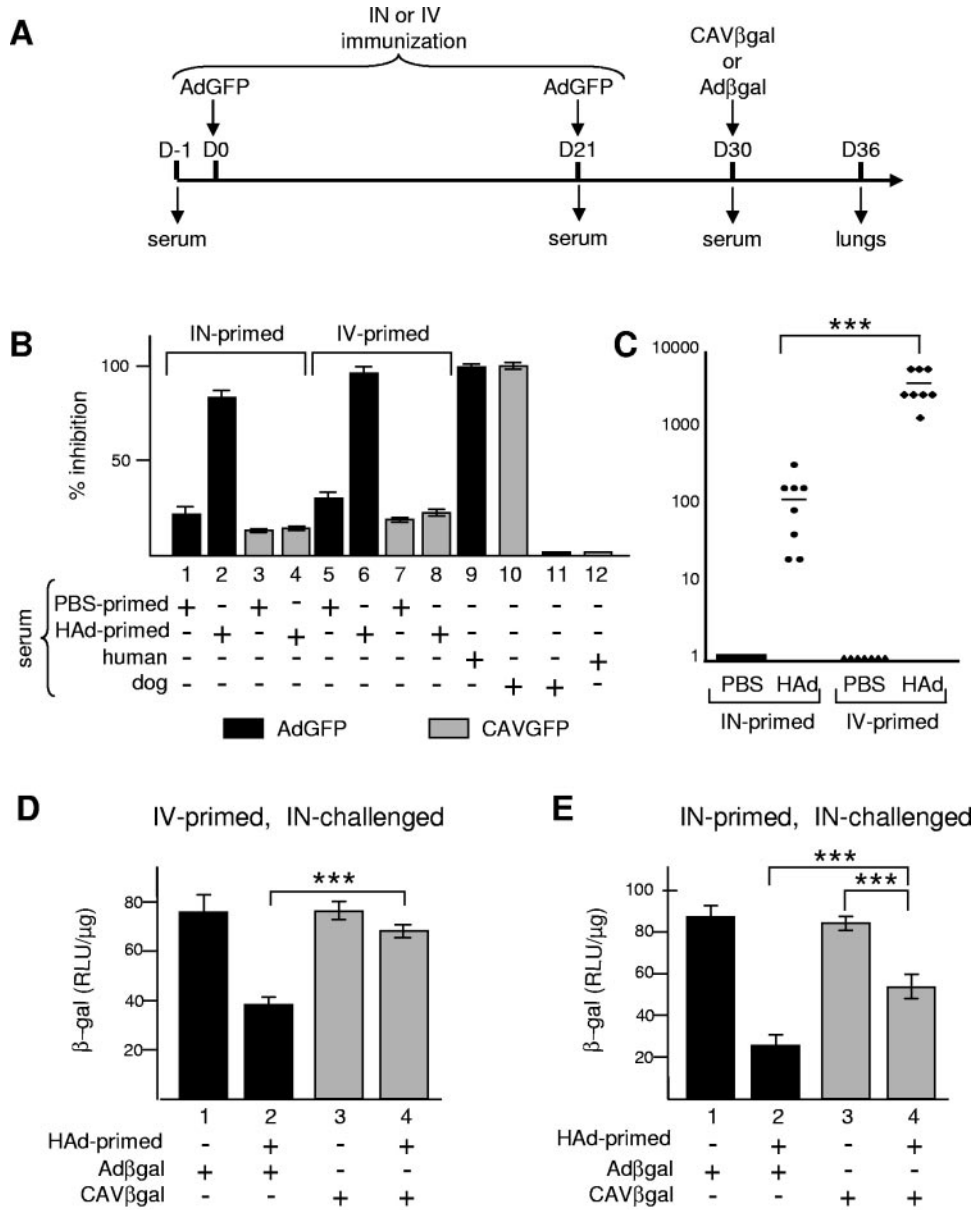 A
IN or IV
immunization
CAVβgal
or
Adβgal
AdGFP
AdGFP
D-1 D0
D21
D30
D36
serum
serum
serum
lungs
B
IN-primed
IV-primed
100
50
% inhibition
1 2 3 4 5 6 7 8 9 10 11 12
serum
PBS-primed + - + - + - + - - - - -
HAd-primed - + - + - + - + - - - -
human - - - - - - - - + - - +
dog - - - - - - - - - + + -
AdGFP
CAVGFP
C
***
10000
1000
100
10
1
PBS HAd PBS HAd
IN-primed IV-primed
D
IV-primed, IN-challenged
***
80
60
40
20
β-gal (RLU/µg)
1 2 3 4
HAd-primed - + - +
Adβgal + + - -
CAVβgal - - + +
E
IN-primed, IN-challenged
***
***
100
80
60
40
20
β-gal (RLU/µg)
1 2 3 4
HAd-primed - + - +
Adβgal + + - -
CAVβgal - - + +